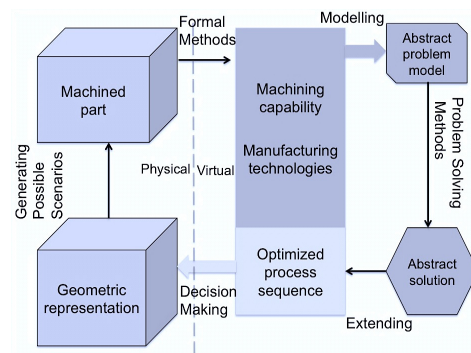 Formal
Methods
Modelling
Machined
part
Machining
capability
Manufacturing
technologies
Abstract
problem
model
Generating
Possible
Scenarios
Physical
Virtual
Problem Solving
Methods
Geometric
representation
Decision
Making
Optimized
process
sequence
Abstract
solution
Extending